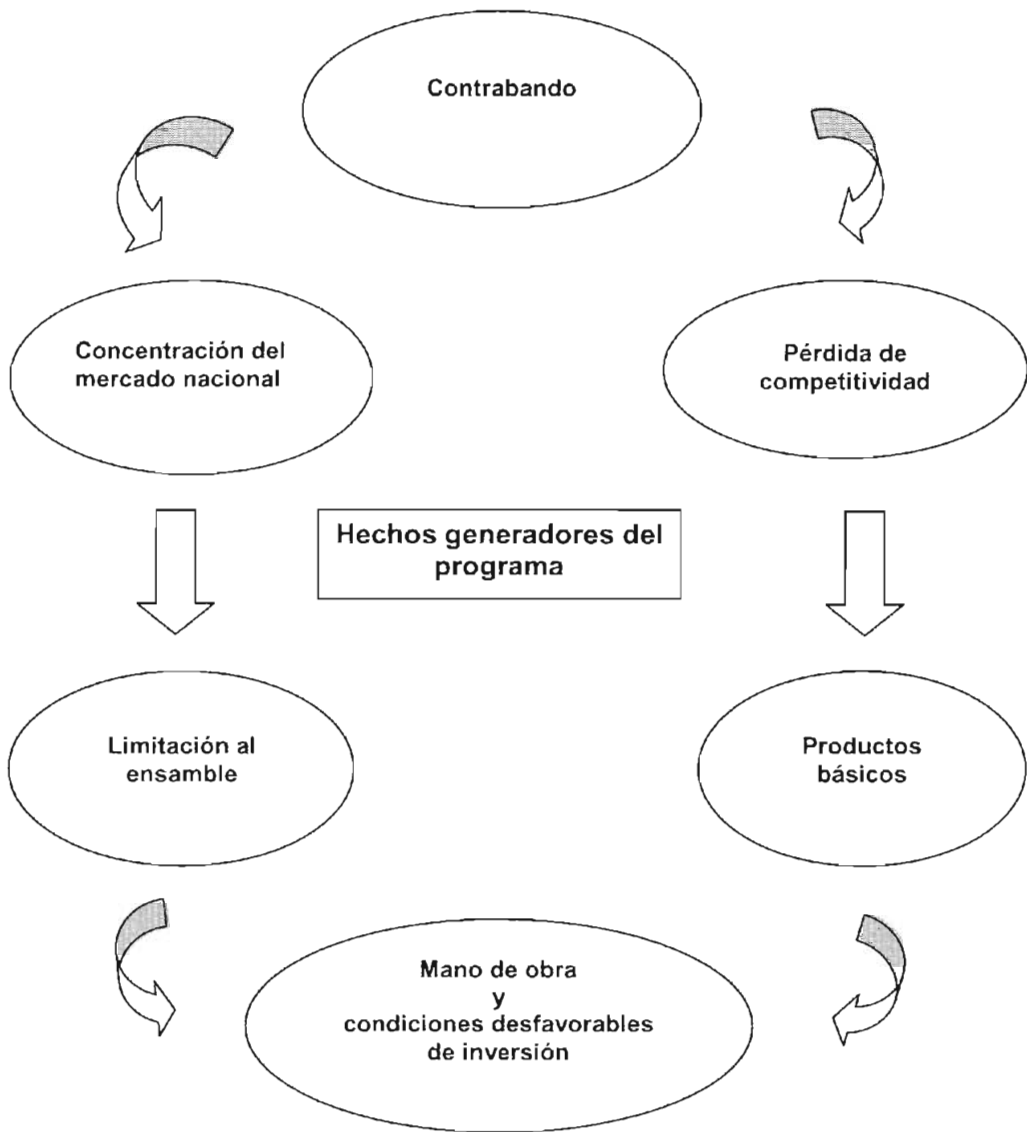 Contrabando
Concentración del
mercado nacional
Pérdida de
competitividad
Hechos generadores del
programa
Limitación al
ensamble
Productos
básicos
Mano de obra
y
condiciones desfavorables
de inversión